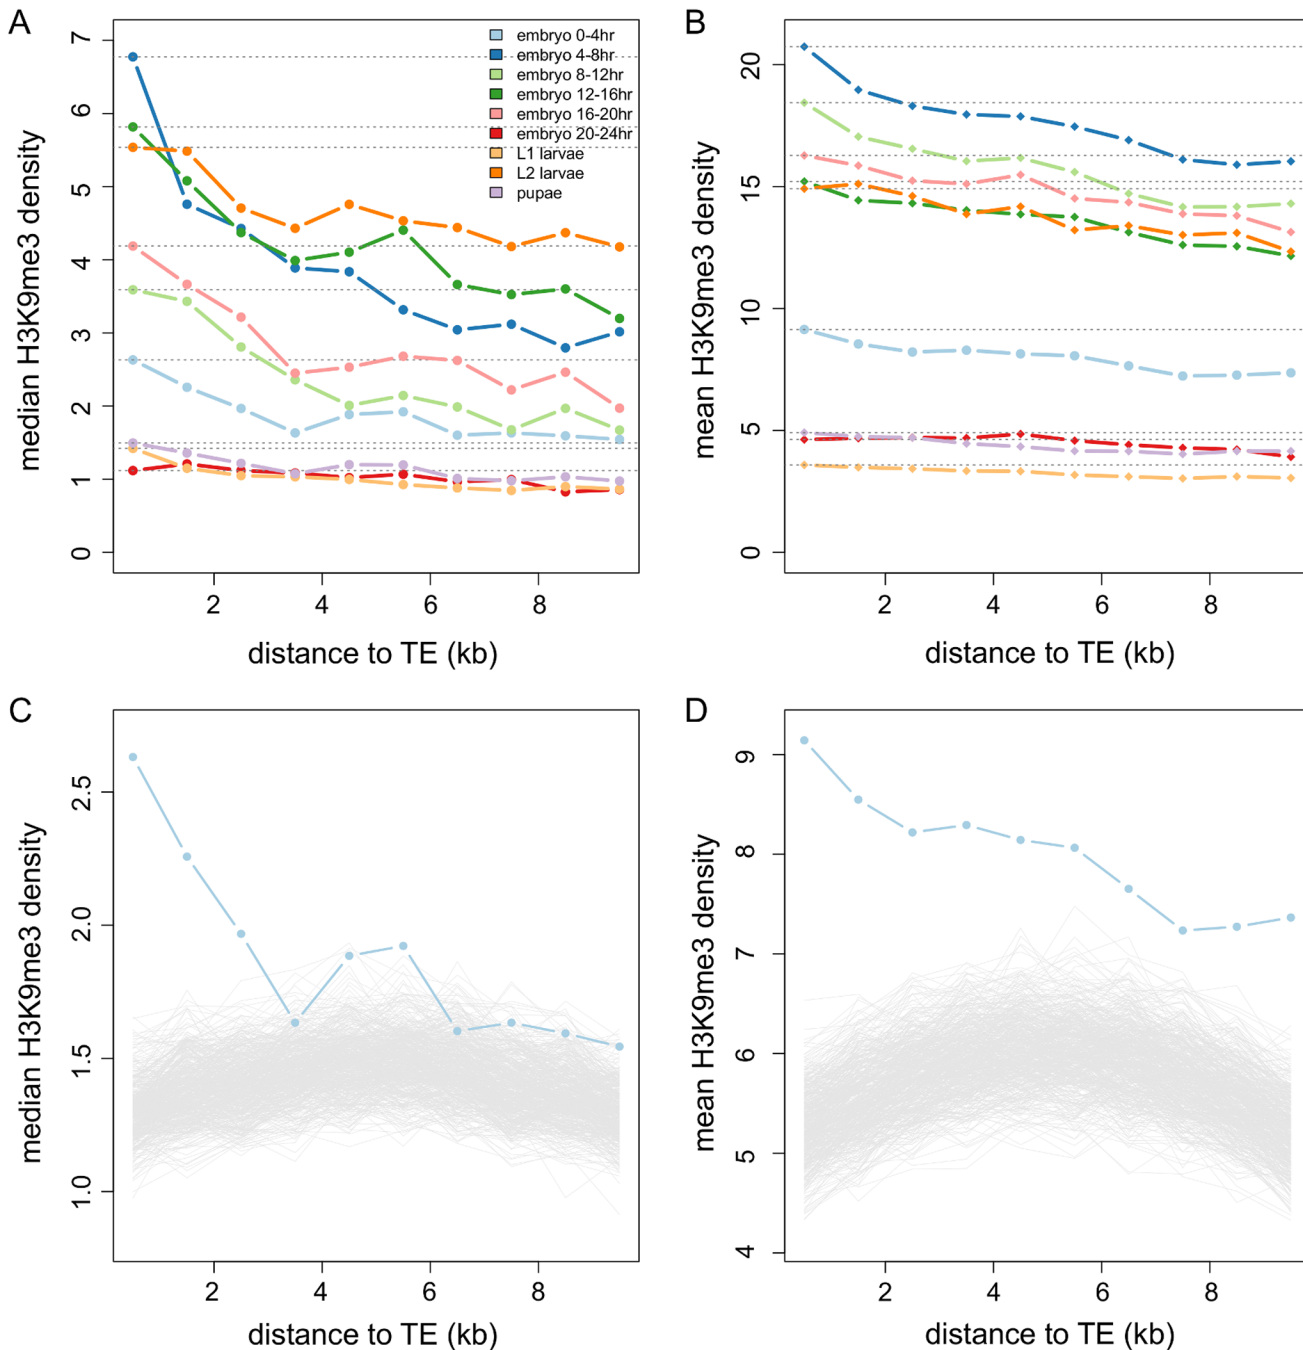 A
median H3K9me3 density
7
6
5
4
3
2
1
0
embryo 0-4hr
embryo 4-8hr
embryo 8-12hr
embryo 12-16hr
embryo 16-20hr
embryo 20-24hr
L1 larvae
L2 larvae
pupae
2 4 6 8
distance to TE (kb)
B
mean H3K9me3 density
20
15
10
5
0
2 4 6 8
distance to TE (kb)
C
median H3K9me3 density
2.5
2.0
1.5
1.0
2 4 6 8
distance to TE (kb)
D
mean H3K9me3 density
9
8
7
6
5
4
2 4 6 8
distance to TE (kb)